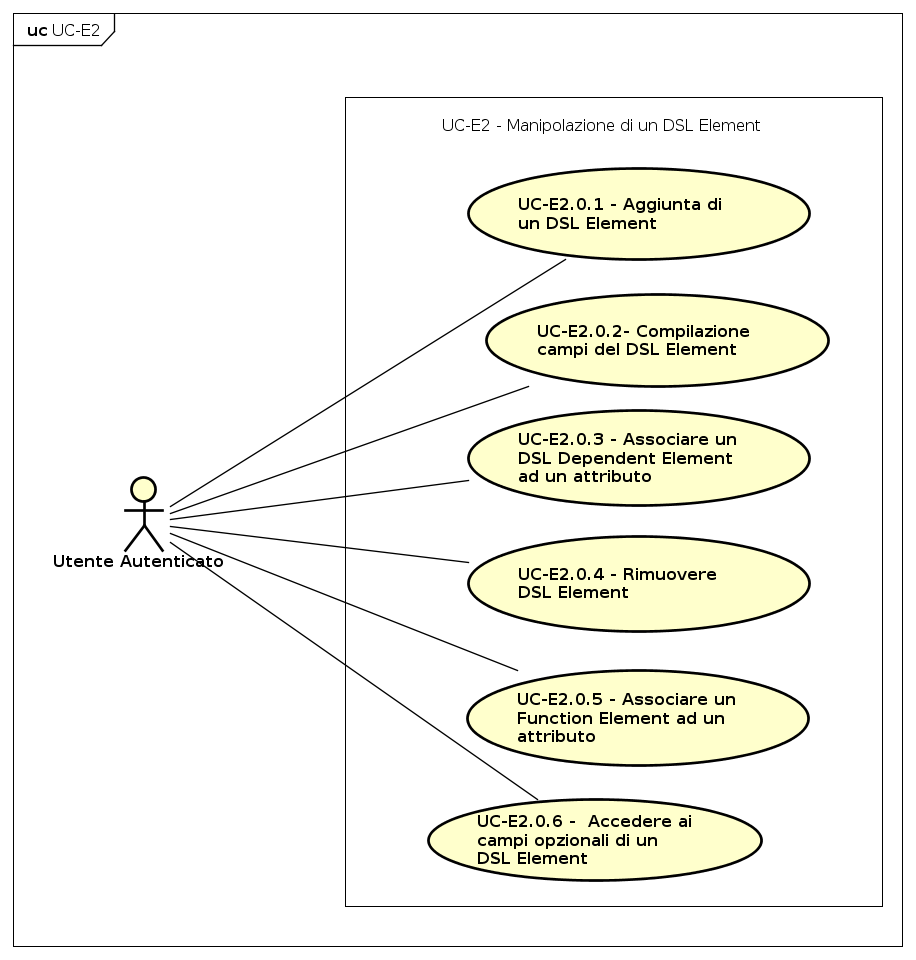 uc UC-E2
UC-E2 - Manipolazione di un DSL Element
UC-E2.0.1 - Aggiunta di
un DSL Element
UC-E2.0.2- Compilazione
campi del DSL Element
UC-E2.0.3 - Associare un
DSL Dependent Element
ad un attributo
Utente Autenticato
UC-E2.0.4 - Rimuovere
DSL Element
UC-E2.0.5 - Associare un
Function Element ad un
attributo
UC-E2.0.6 -  Accedere ai
campi opzionali di un
DSL Element